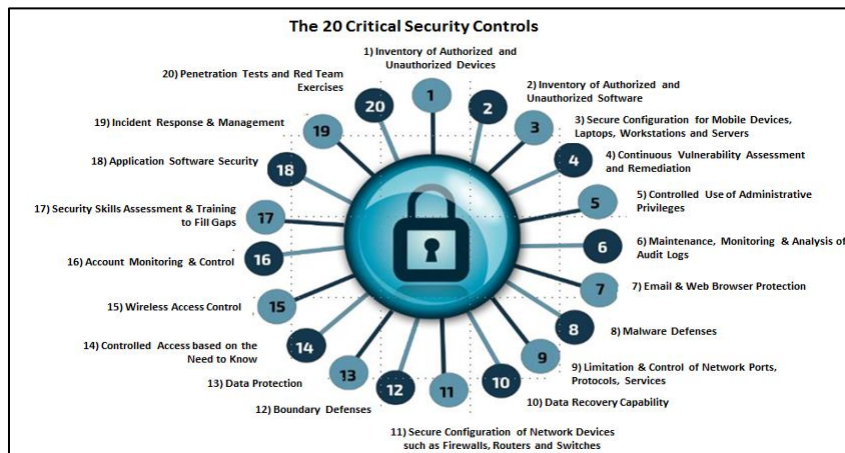 The 20 Critical Security Controls
1) Inventory of Authorized and
Unauthorized Devices
2) Inventory of Authorized and
Unauthorized Software
3) Secure Configuration for Mobile Devices,
Laptops, Workstations and Servers
4) Continuous Vulnerability Assessment
and Remediation
5) Controlled Use of Administrative
Privileges
6) Maintenance, Monitoring & Analysis of
Audit Logs
7) Email & Web Browser Protection
8) Malware Defenses
9) Limitation & Control of Network Ports,
Protocols, Services
10) Data Recovery Capability
11) Secure Configuration of Network Devices
such as Firewalls, Routers and Switches
12) Boundary Defenses
13) Data Protection
14) Controlled Access based on the
Need to Know
15) Wireless Access Control
16) Account Monitoring & Control
17) Security Skills Assessment & Training
to Fill Gaps
18) Application Software Security
19) Incident Response & Management
20) Penetration Tests and Red Team
Exercises
1
2
3
4
5
6
7
8
9
10
11
12
13
14
15
16
17
18
19
20